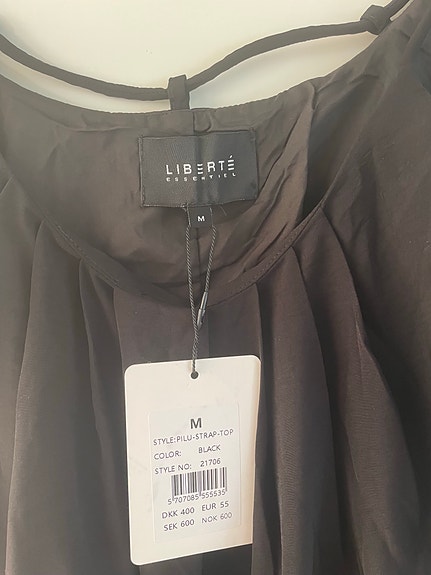 LIBERTÉ
ESSENTIEL
M
M
STYLE:PILU-STRAP-TOP
COLOR: BLACK
STYLE NO: 21706
5 707085 555535
DKK 400 EUR 55
SEK 600 NOK 600